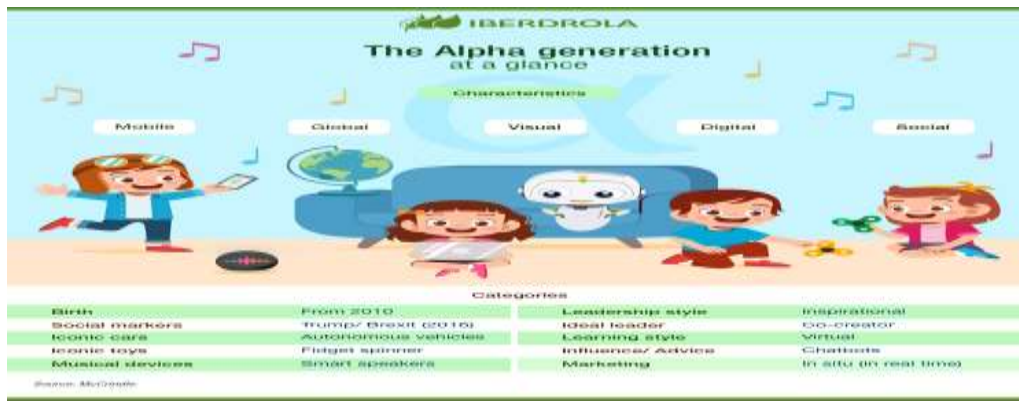 IBERDROLA
The Alpha generation
at a glance
Characteristics
Mobile Global Visual Digital Social
Categories
Birth From 2010 Leadership style Inspirational
Social markers Trump/ Brexit (2016) Ideal leader Co-creator
Iconic cars Autonomous vehicles Learning style Virtual
Iconic toys Fidget spinner Influence/ Advice Chatbots
Musical devices Smart speakers Marketing In situ (in real time)
Source: McCrindle